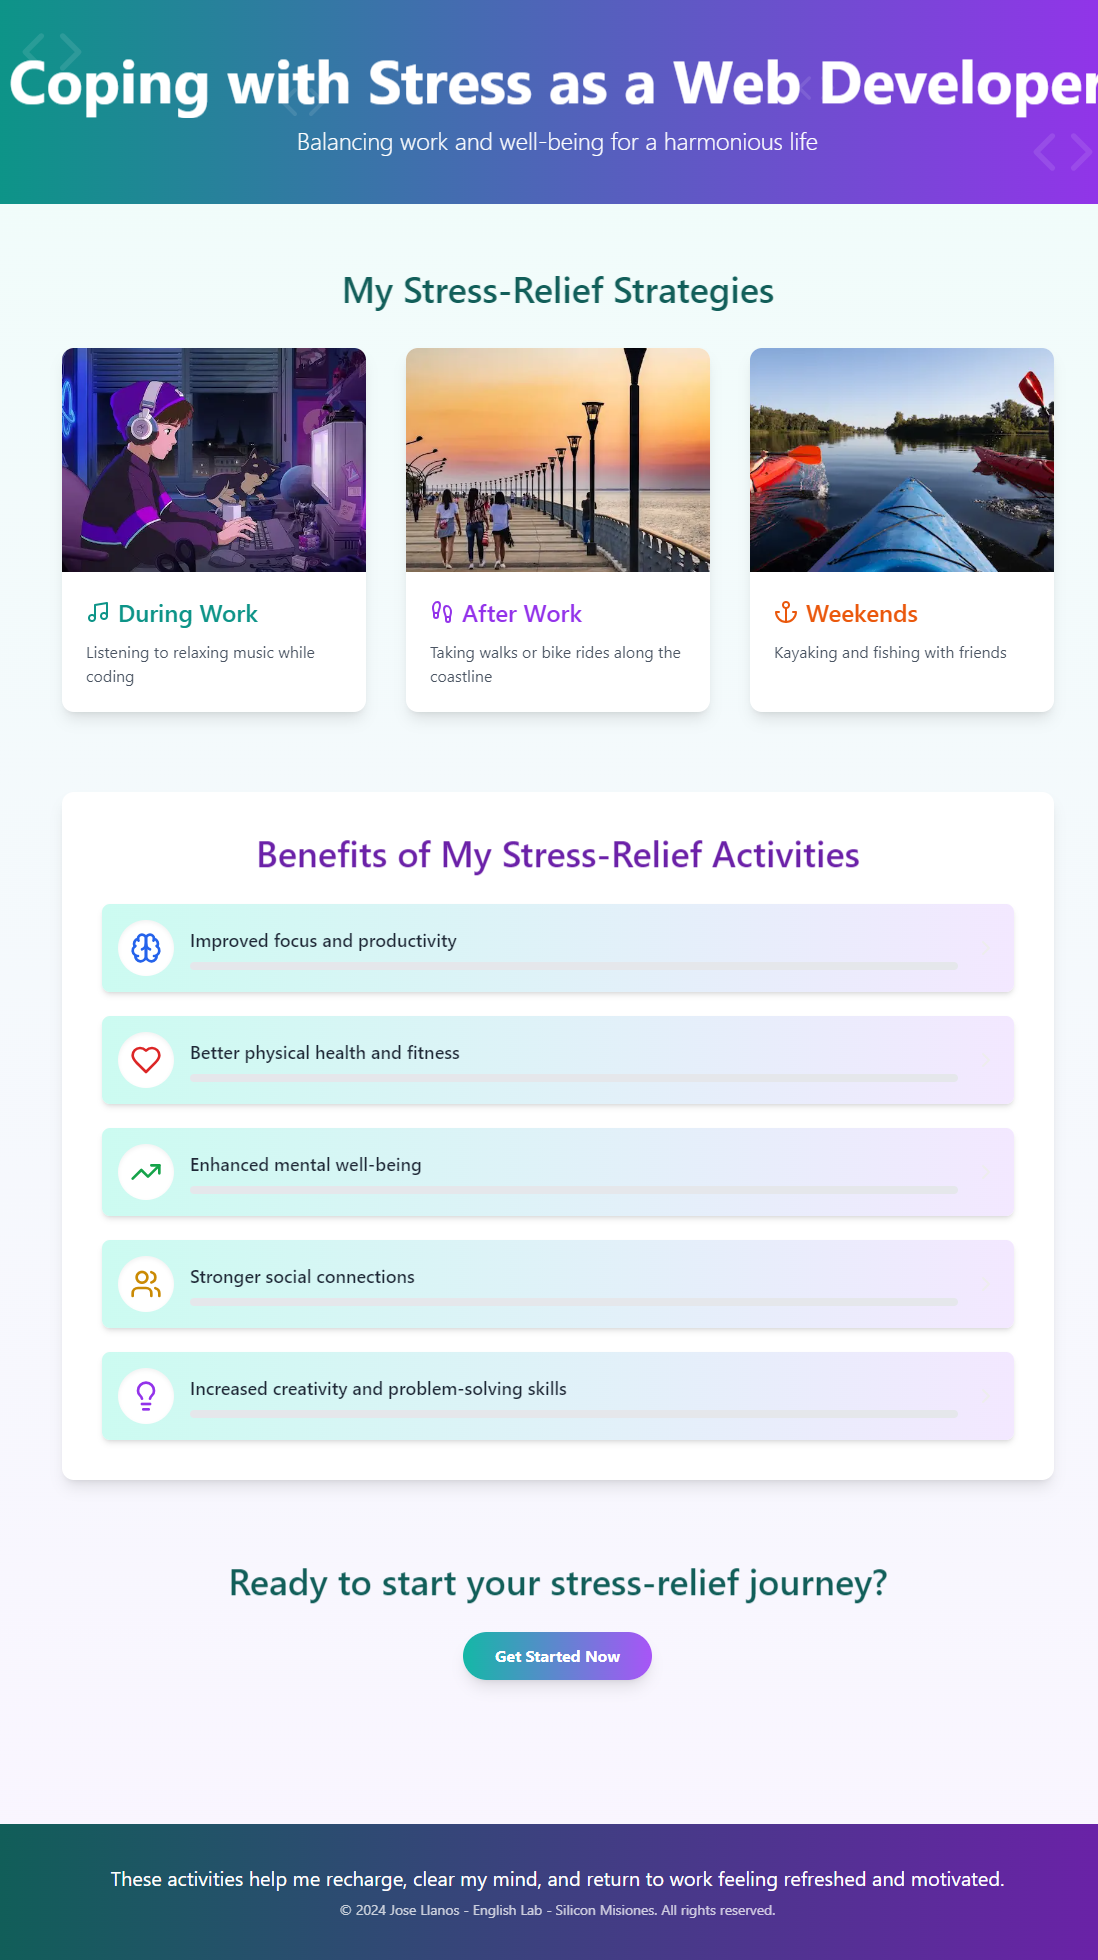 Coping with Stress as a Web Developer
Balancing work and well-being for a harmonious life
My Stress-Relief Strategies
During Work
Listening to relaxing music while
coding
After Work
Taking walks or bike rides along the
coastline
Weekends
Kayaking and fishing with friends
Benefits of My Stress-Relief Activities
Improved focus and productivity
Better physical health and fitness
Enhanced mental well-being
Stronger social connections
Increased creativity and problem-solving skills
Ready to start your stress-relief journey?
Get Started Now
These activities help me recharge, clear my mind, and return to work feeling refreshed and motivated.
© 2024 Jose Llanos - English Lab - Silicon Misiones. All rights reserved.